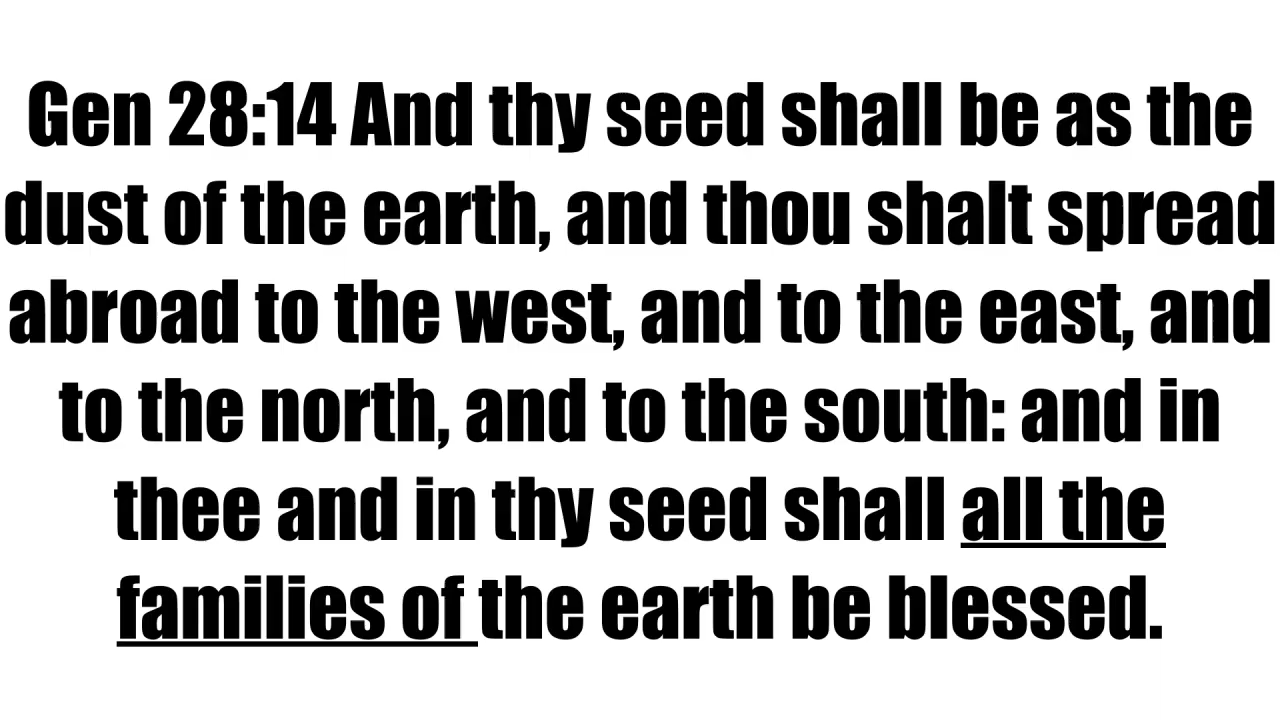 Gen 28:14 And thy seed shall be as the
dust of the earth, and thou shalt spread
abroad to the west, and to the east, and
to the north, and to the south: and in
thee and in thy seed shall all the
families of the earth be blessed.